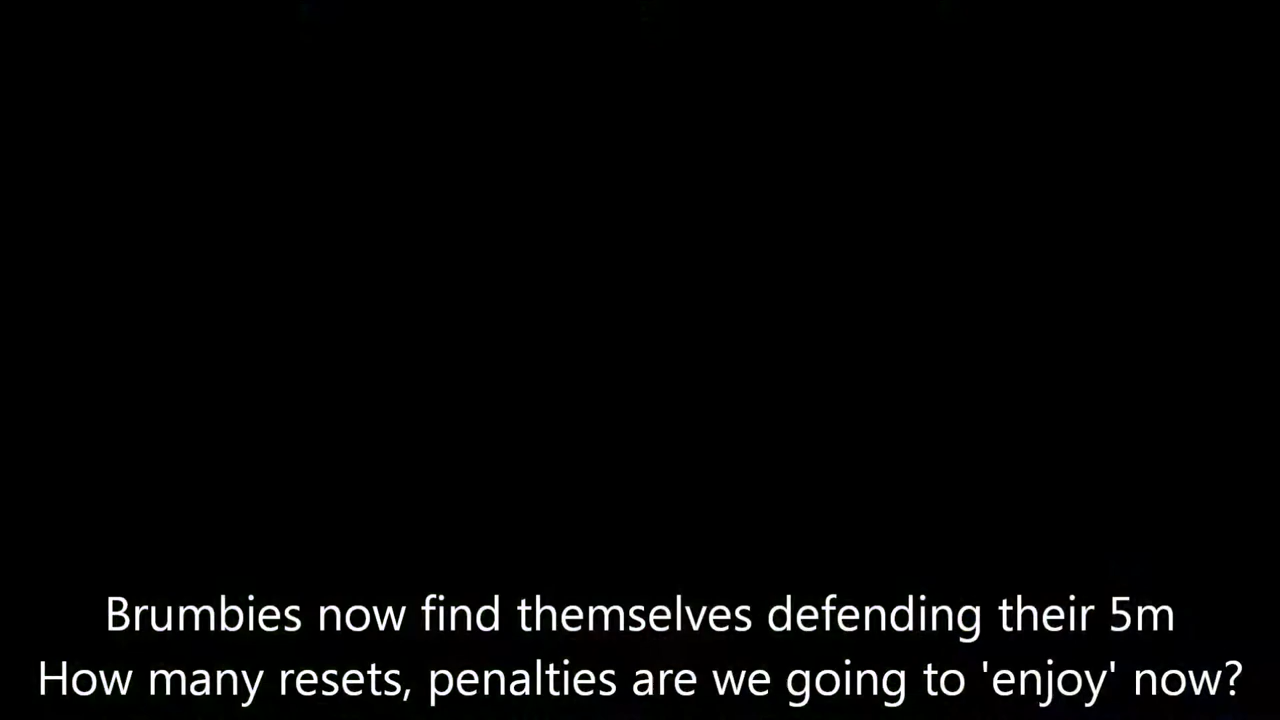 Brumbies now find themselves defending their 5m
How many resets, penalties are we going to 'enjoy' now?